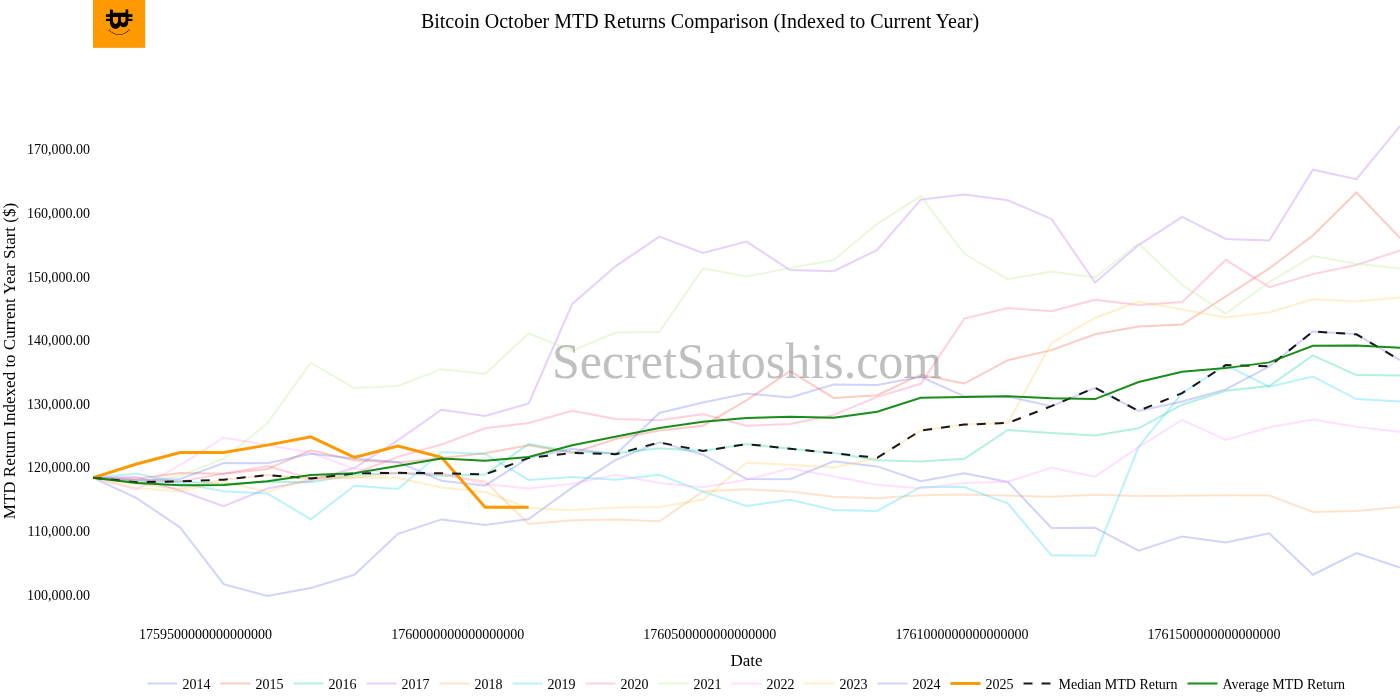 Bitcoin October MTD Returns Comparison (Indexed to Current Year)
MTD Return Indexed to Current Year Start ($)
170,000.00
160,000.00
150,000.00
140,000.00
130,000.00
120,000.00
110,000.00
100,000.00
SecretSatoshis.com
1759500000000000000 1760000000000000000 1760500000000000000 1761000000000000000 1761500000000000000
Date
2014 2015 2016 2017 2018 2019 2020 2021 2022 2023 2024 2025 Median MTD Return Average MTD Return